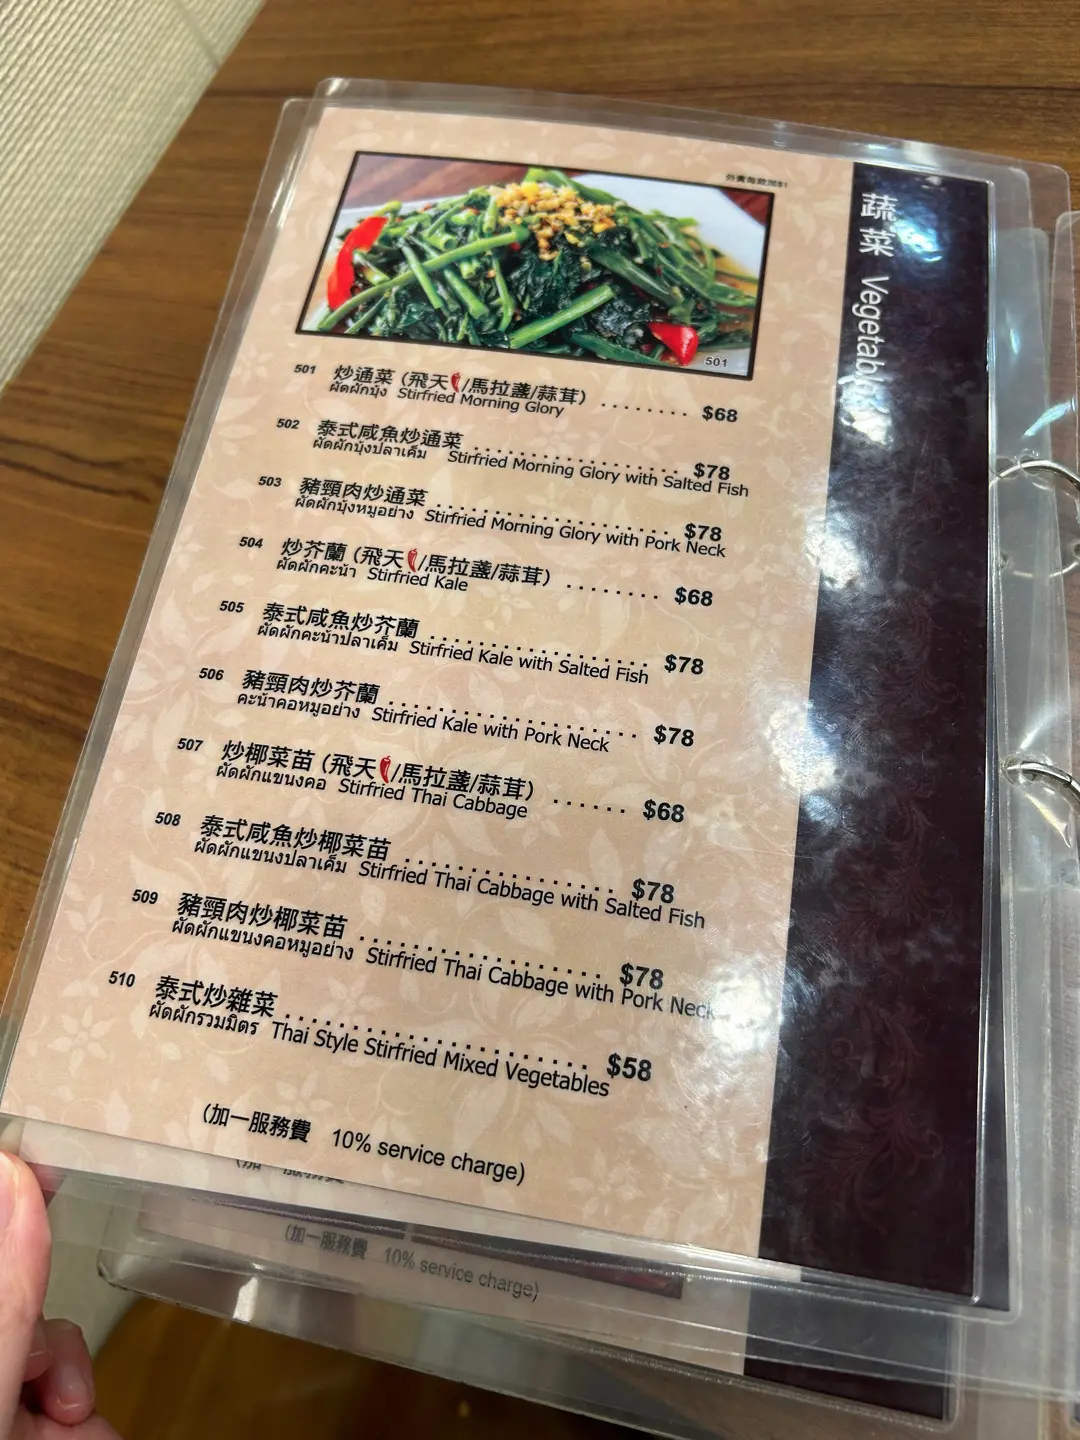 外賣每款加$1
蔬菜 Vegetables
501
501 炒通菜 (飛天/馬拉盞/蒜茸) ........ $68
ผัดผักบุ้ง Stirfried Morning Glory
502 泰式咸魚炒通菜 .................... $78
ผัดผักบุ้งปลาเค็ม Stirfried Morning Glory with Salted Fish
503 豬頸肉炒通菜 ...................... $78
ผัดผักบุ้งหมูอย่าง Stirfried Morning Glory with Pork Neck
504 炒芥蘭 (飛天/馬拉盞/蒜茸) ........ $68
ผัดผักคะน้า Stirfried Kale
505 泰式咸魚炒芥蘭 .................... $78
ผัดผักคะน้าปลาเค็ม Stirfried Kale with Salted Fish
506 豬頸肉炒芥蘭 ...................... $78
คะน้าคอหมูอย่าง Stirfried Kale with Pork Neck
507 炒椰菜苗 (飛天/馬拉盞/蒜茸) ...... $68
ผัดผักแขนงคอ Stirfried Thai Cabbage
508 泰式咸魚炒椰菜苗 ................ $78
ผัดผักแขนงปลาเค็ม Stirfried Thai Cabbage with Salted Fish
509 豬頸肉炒椰菜苗 .................. $78
ผัดผักแขนงคอหมูอย่าง Stirfried Thai Cabbage with Pork Neck
510 泰式炒雜菜 ........................ $58
ผัดผักรวมมิตร Thai Style Stirfried Mixed Vegetables
(加一服務費 10% service charge)
(加一服務費
(加一服務費 10% service charge)